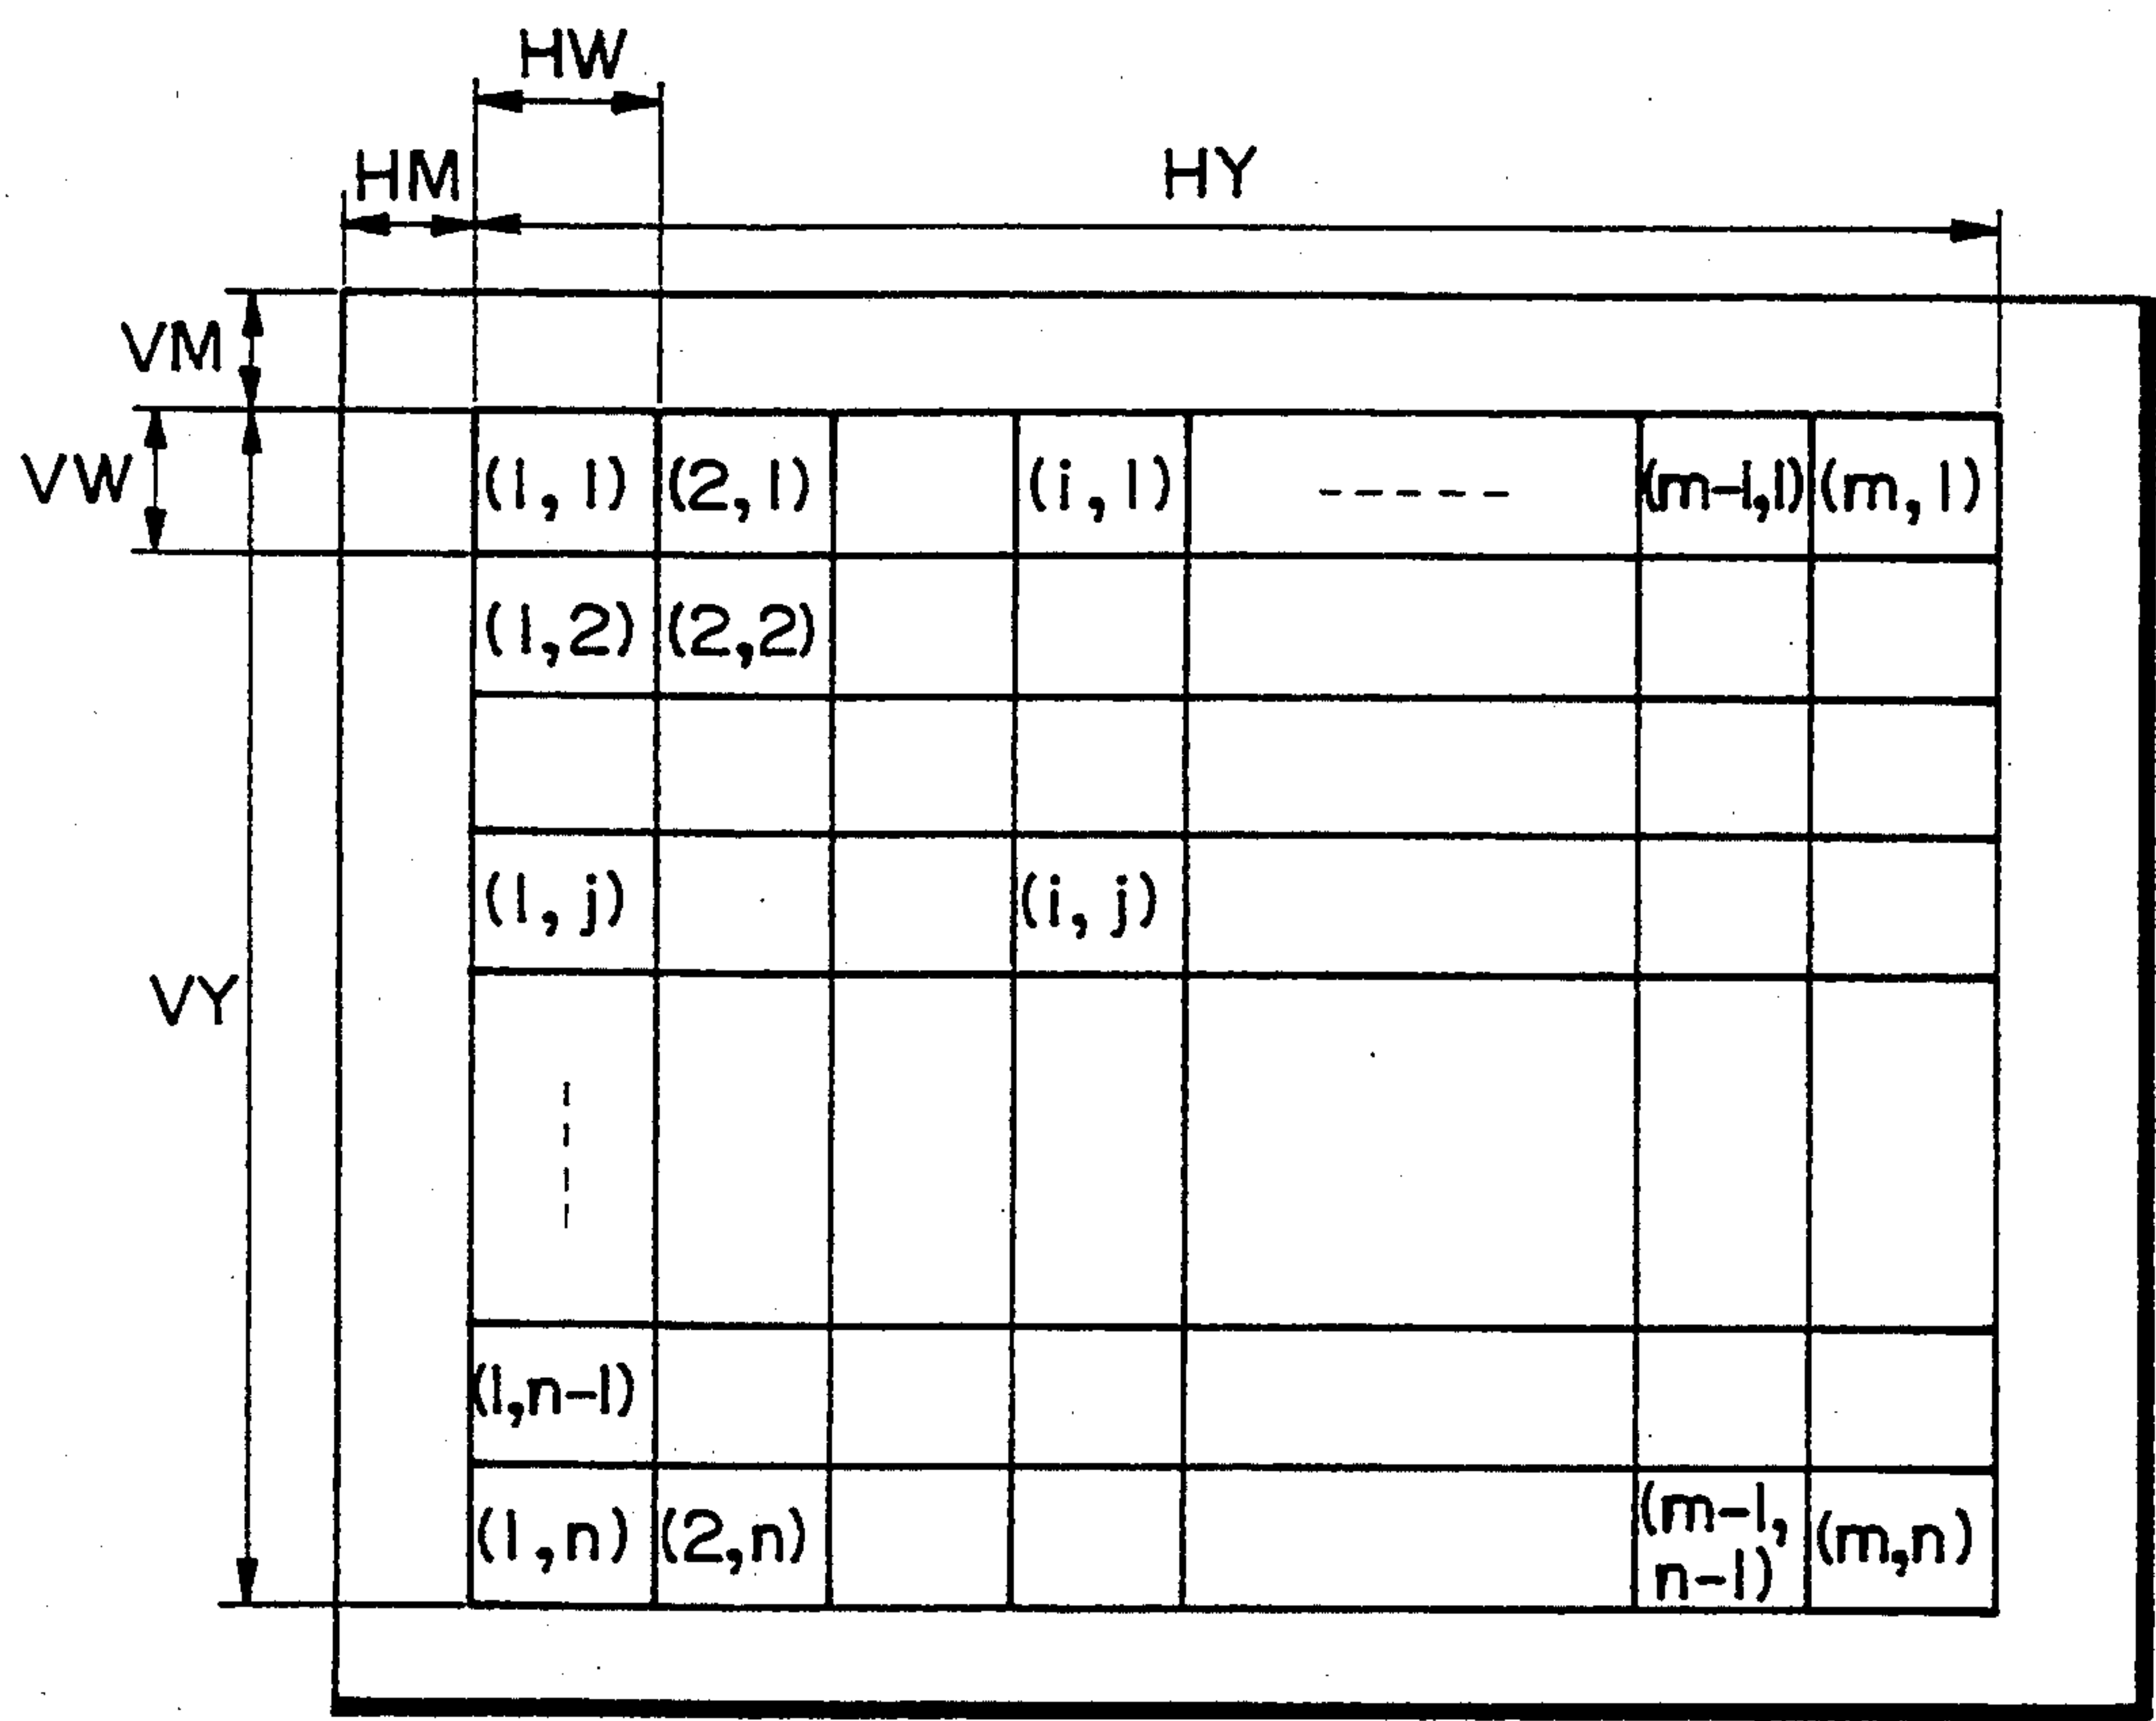 HW
HM HY
VM
VW (1,1) (2,1) (i,1) ----- (m-1,1) (m,1)
(1,2) (2,2)
(1,j) (i,j)
VY
(1,n-1)
(1,n) (2,n) (m-1, (m,n)
n-1)